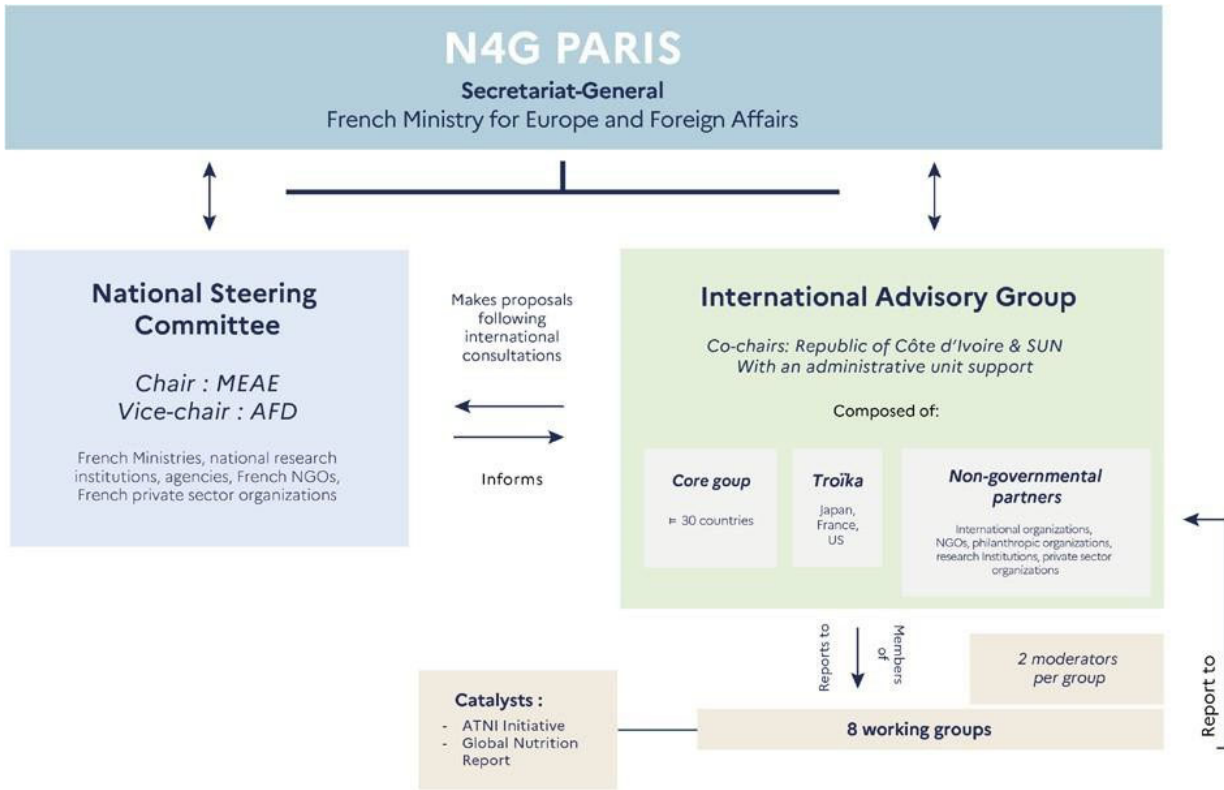 N4G PARIS
Secretariat-General
French Ministry for Europe and Foreign Affairs
National Steering
Committee
Chair : MEAE
Vice-chair : AFD
French Ministries, national research
institutions, agencies, French NGOs,
French private sector organizations
Makes proposals
following
international
consultations
Informs
International Advisory Group
Co-chairs: Republic of Côte d'Ivoire & SUN
With an administrative unit support
Composed of:
Core goup
⊨ 30 countries
Troïka
Japan,
France,
US
Non-governmental
partners
International organizations,
NGOs, philanthropic organizations,
research Institutions, private sector
organizations
Reports to
Members
of
2 moderators
per group
Report to
Catalysts :
- ATNI Initiative
- Global Nutrition
Report
8 working groups